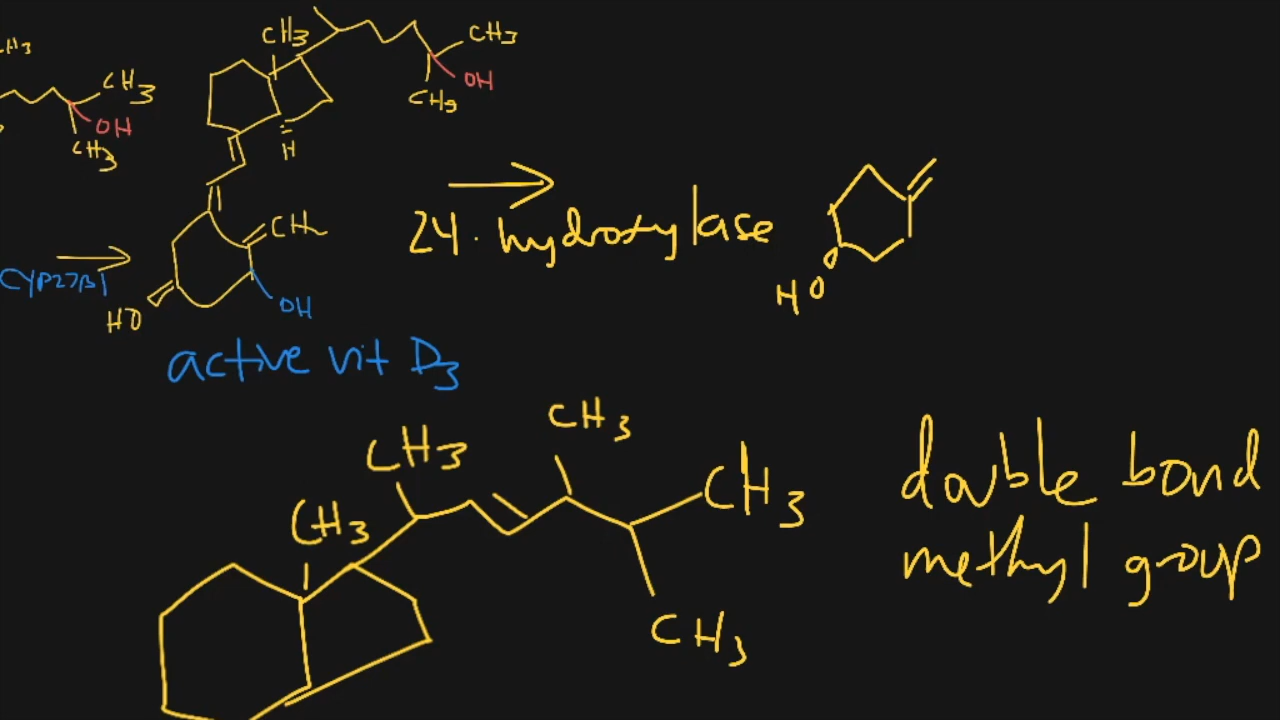 CH3
CH3
H3
CH3
OH
CH3
OH
CH3
CH3
H
24. hydroxylase
CH2
CYP27B1
HO
OH
HO
active vit D3
CH3
CH3
CH3
CH3
CH3
double bond
methyl group